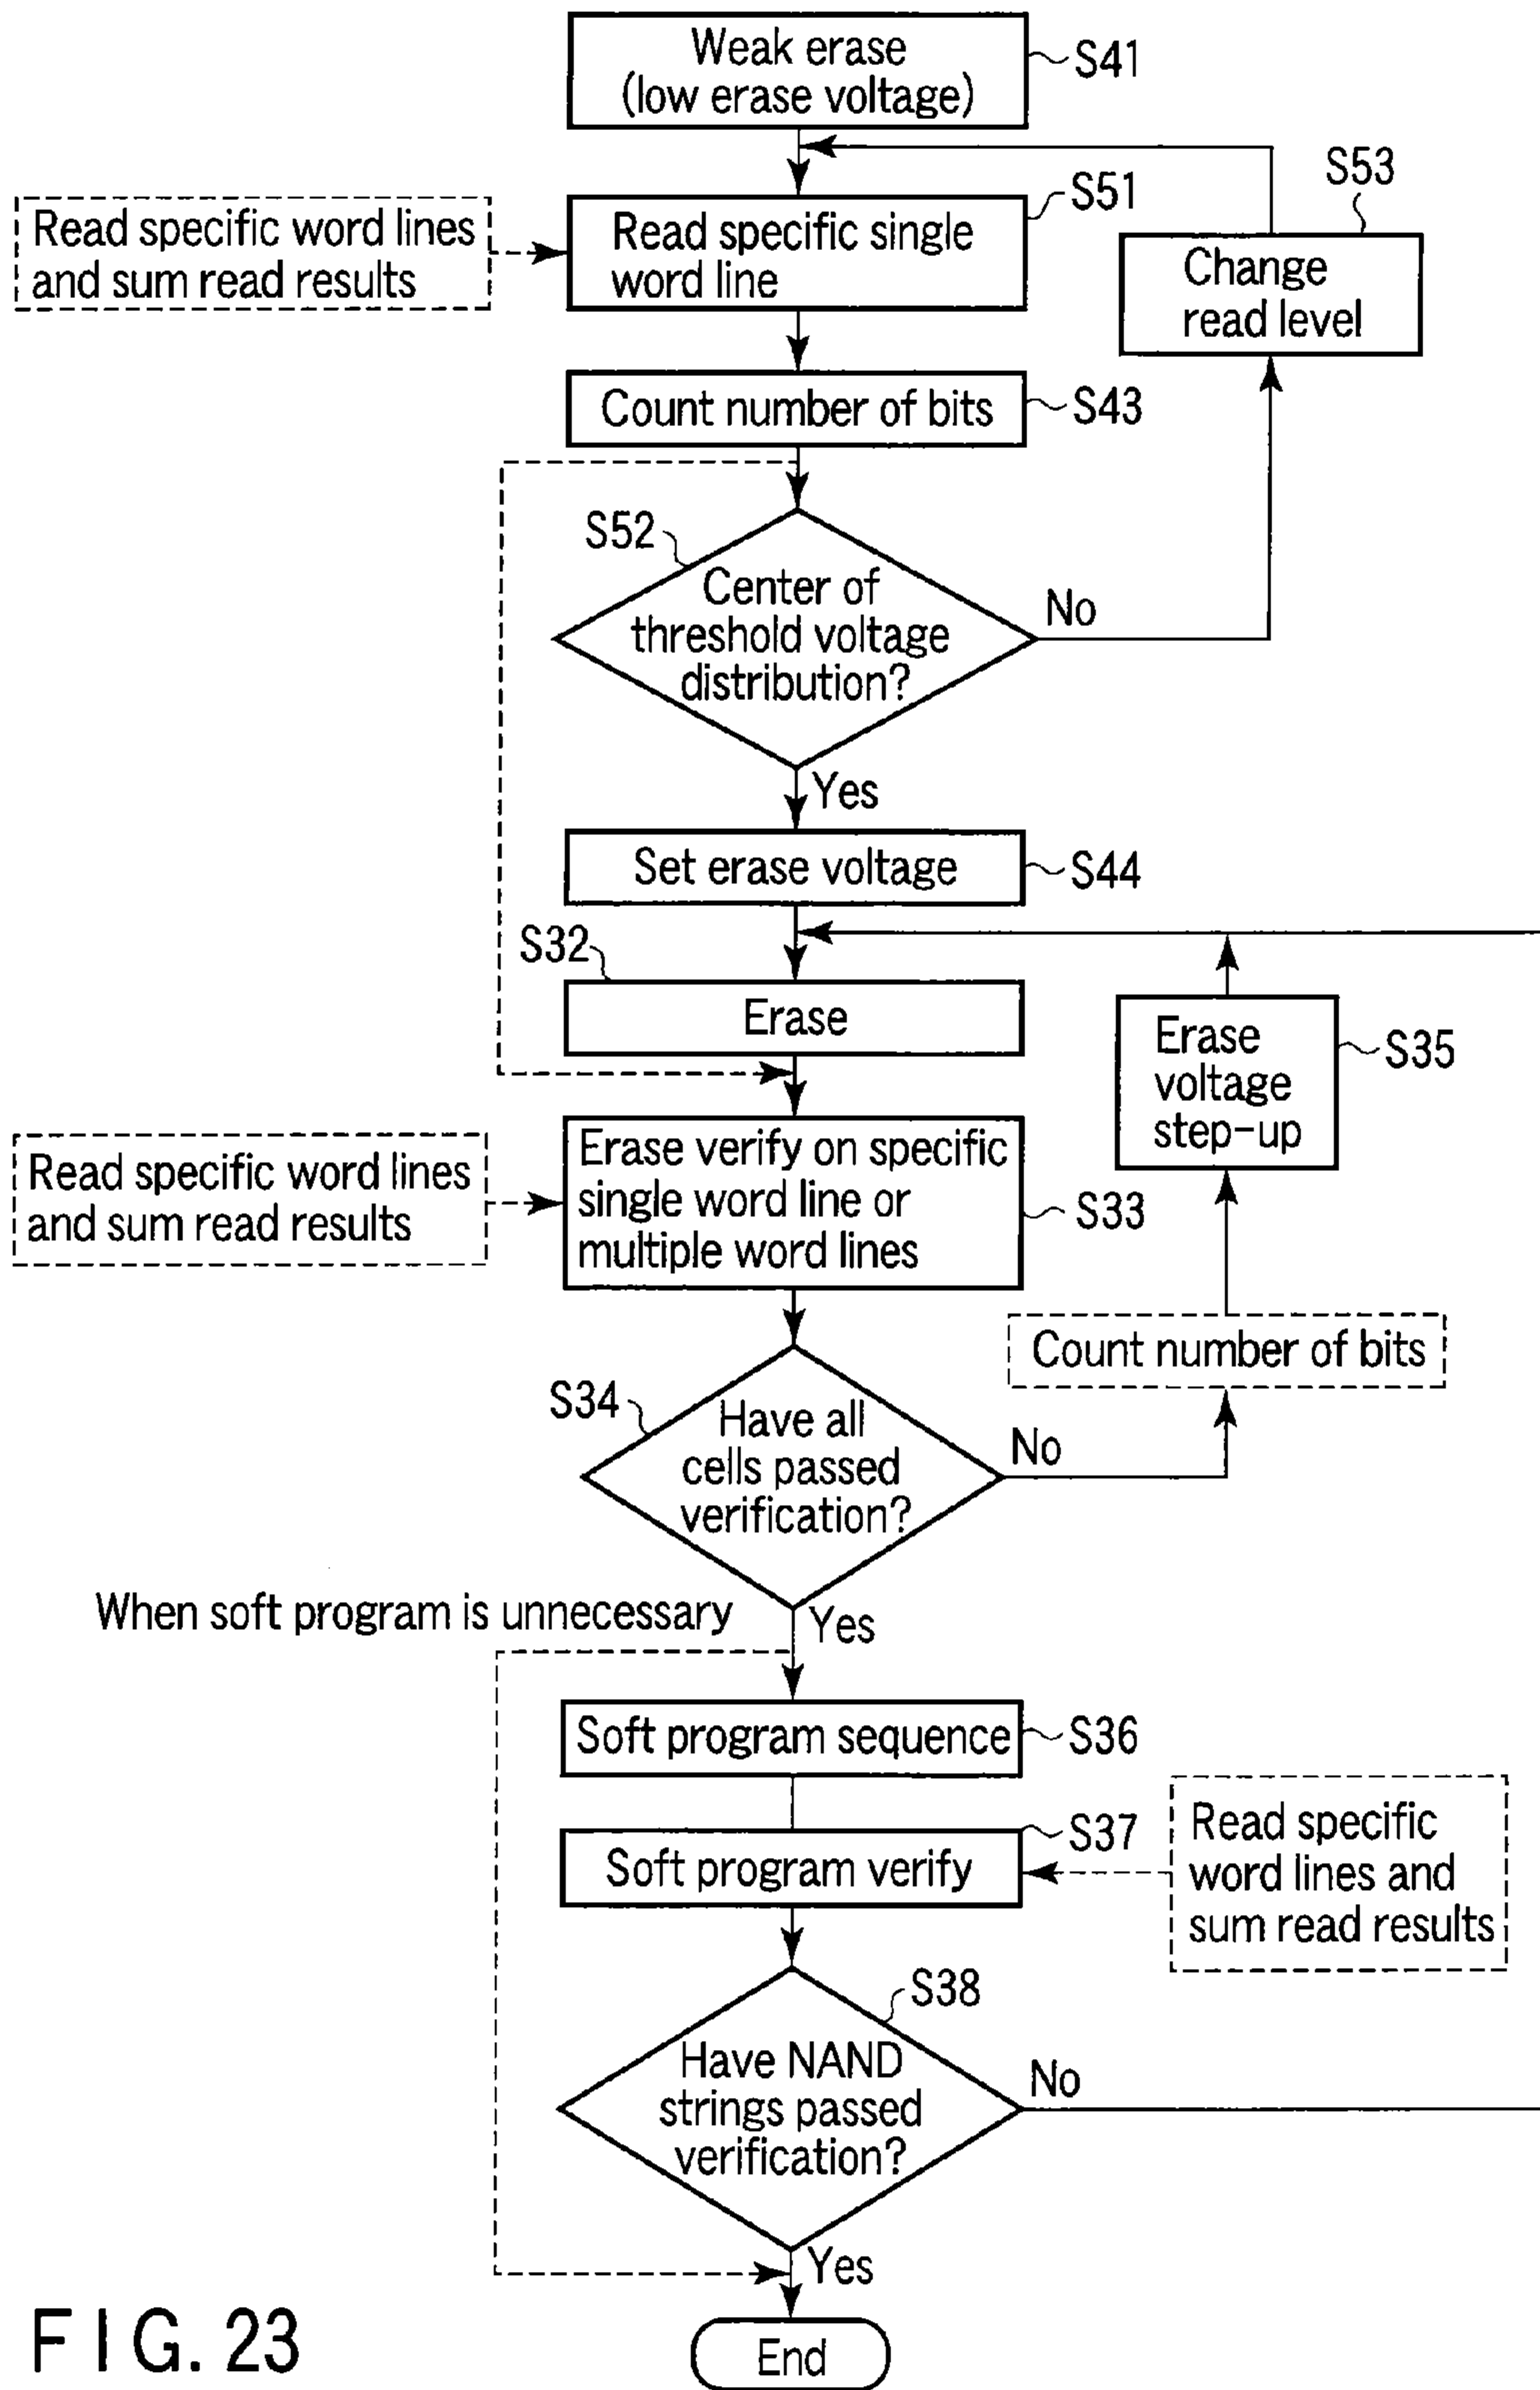 Weak erase
(low erase voltage)
S41
S53
S51
Read specific word lines
and sum read results
Read specific single
word line
Change
read level
Count number of bits
S43
S52
Center of
threshold voltage
distribution?
No
Yes
Set erase voltage
S44
S32
Erase
Erase
voltage
step-up
S35
Read specific word lines
and sum read results
Erase verify on specific
single word line or
multiple word lines
S33
Count number of bits
S34
Have all
cells passed
verification?
No
When soft program is unnecessary
Yes
Soft program sequence
S36
S37
Soft program verify
Read specific
word lines and
sum read results
S38
Have NAND
strings passed
verification?
No
Yes
End
FIG. 23